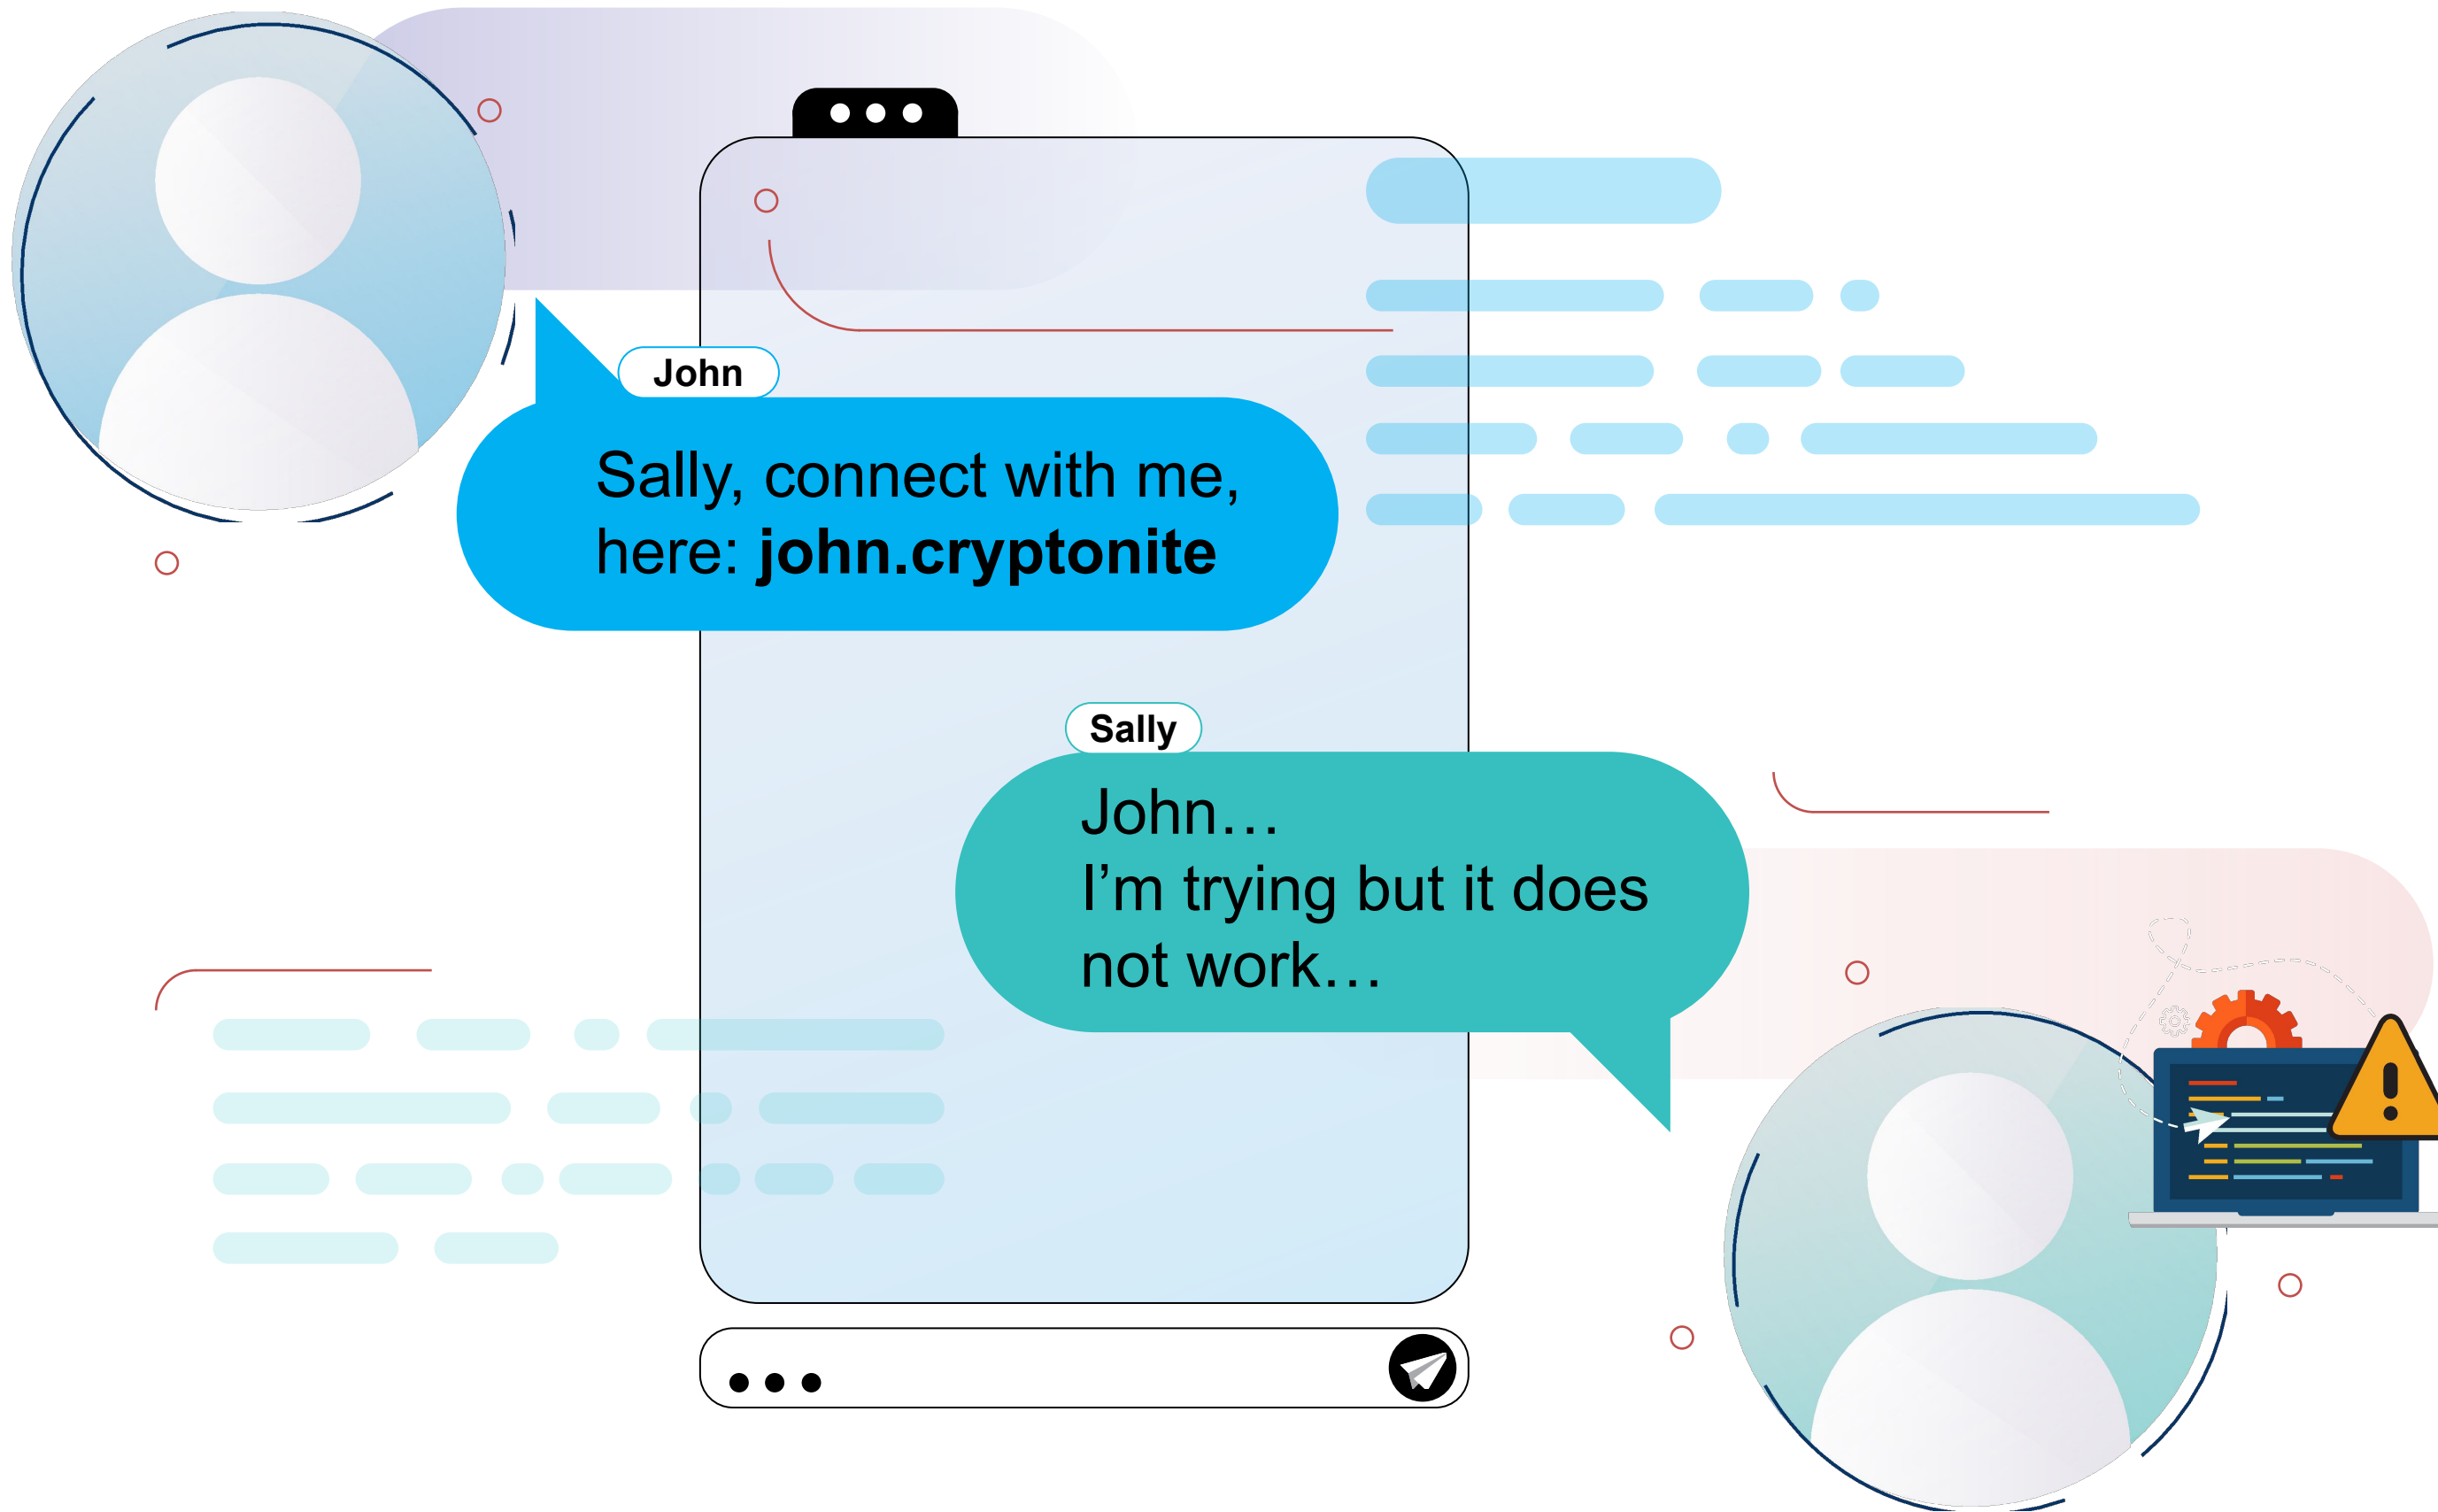 John
Sally, connect with me,
here: john.cryptonite
Sally
John…
I’m trying but it does
not work…